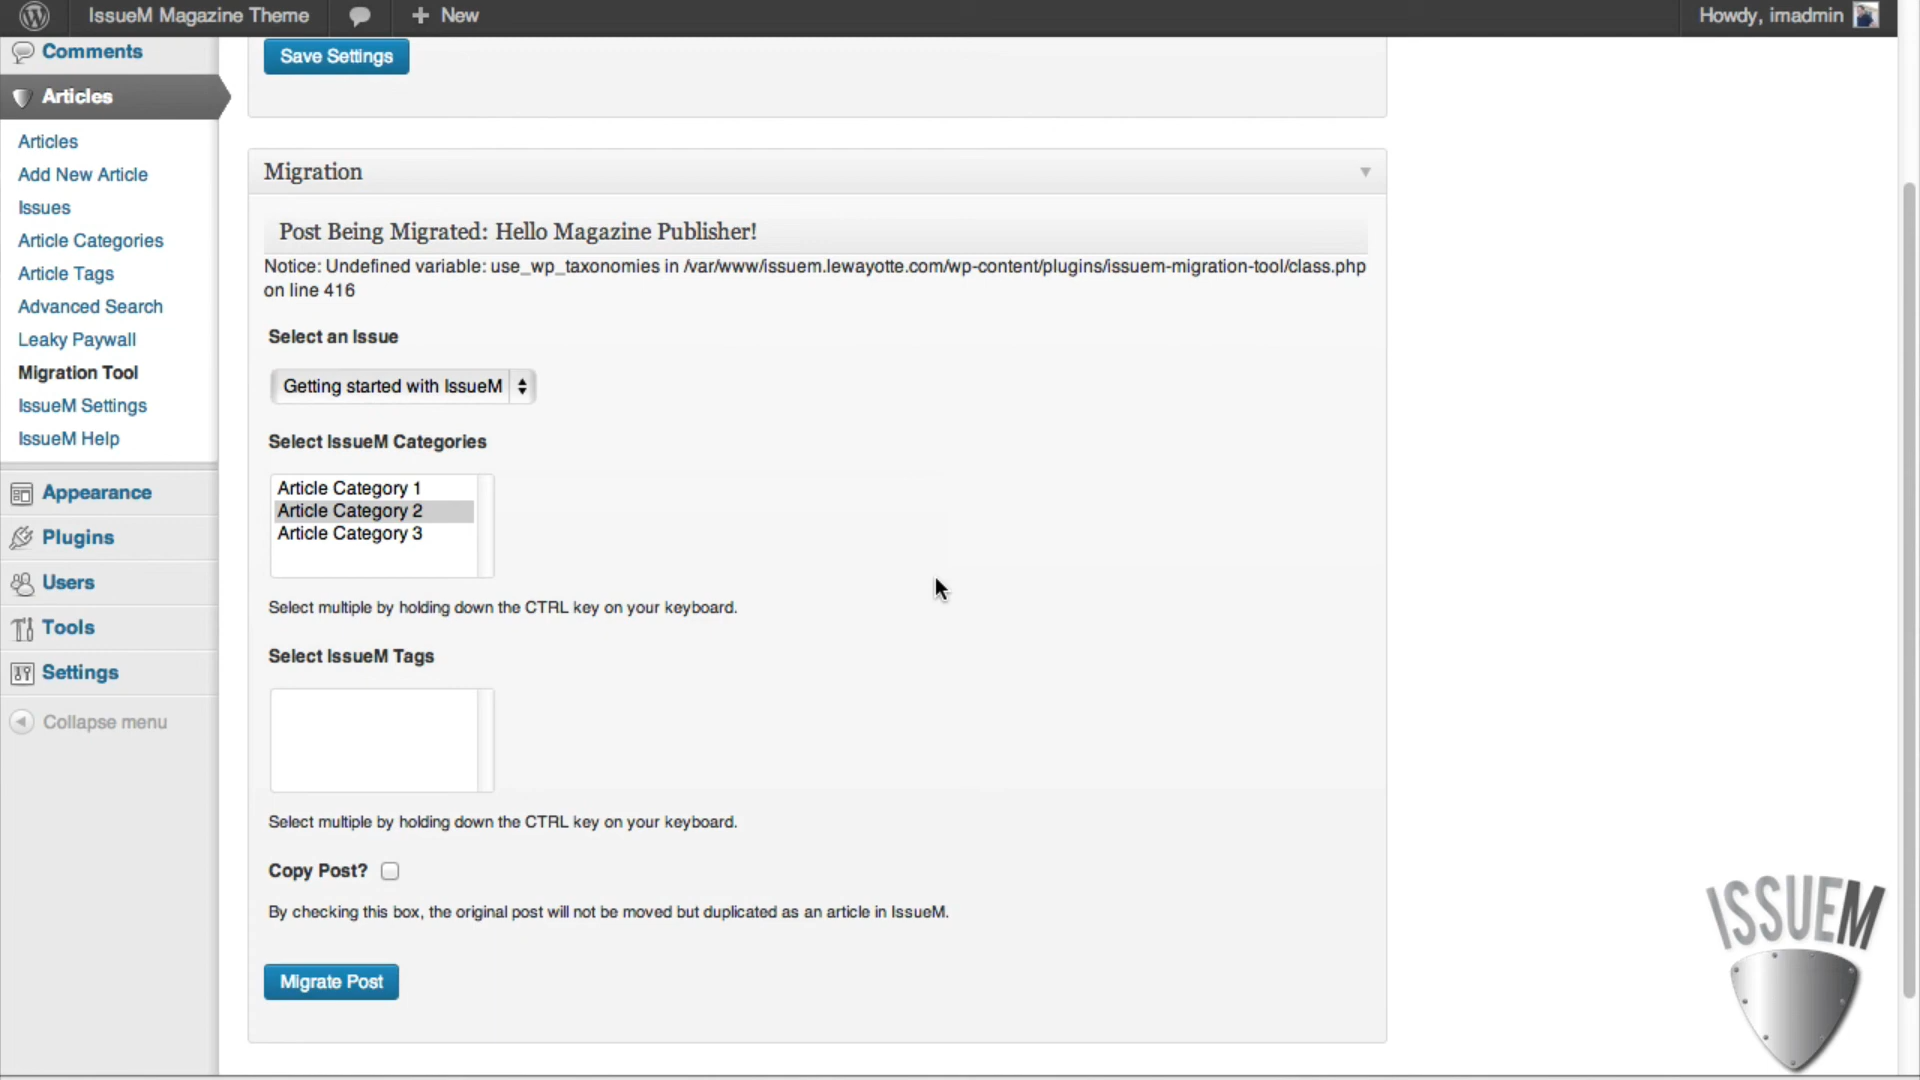 IssueM Magazine Theme
New
Howdy, imadmin
Comments
Articles
Articles
Add New Article
Issues
Article Categories
Article Tags
Advanced Search
Leaky Paywall
Migration Tool
IssueM Settings
IssueM Help
Appearance
Plugins
Users
Tools
Settings
Collapse menu
Save Settings
Migration
Post Being Migrated: Hello Magazine Publisher!
Notice: Undefined variable: use_wp_taxonomies in /var/www/issuem.lewayotte.com/wp-content/plugins/issuem-migration-tool/class.php
on line 416
Select an Issue
Getting started with IssueM
Select IssueM Categories
Article Category 1
Article Category 2
Article Category 3
Select multiple by holding down the CTRL key on your keyboard.
Select IssueM Tags
Select multiple by holding down the CTRL key on your keyboard.
Copy Post?
By checking this box, the original post will not be moved but duplicated as an article in IssueM.
Migrate Post
ISSUEM